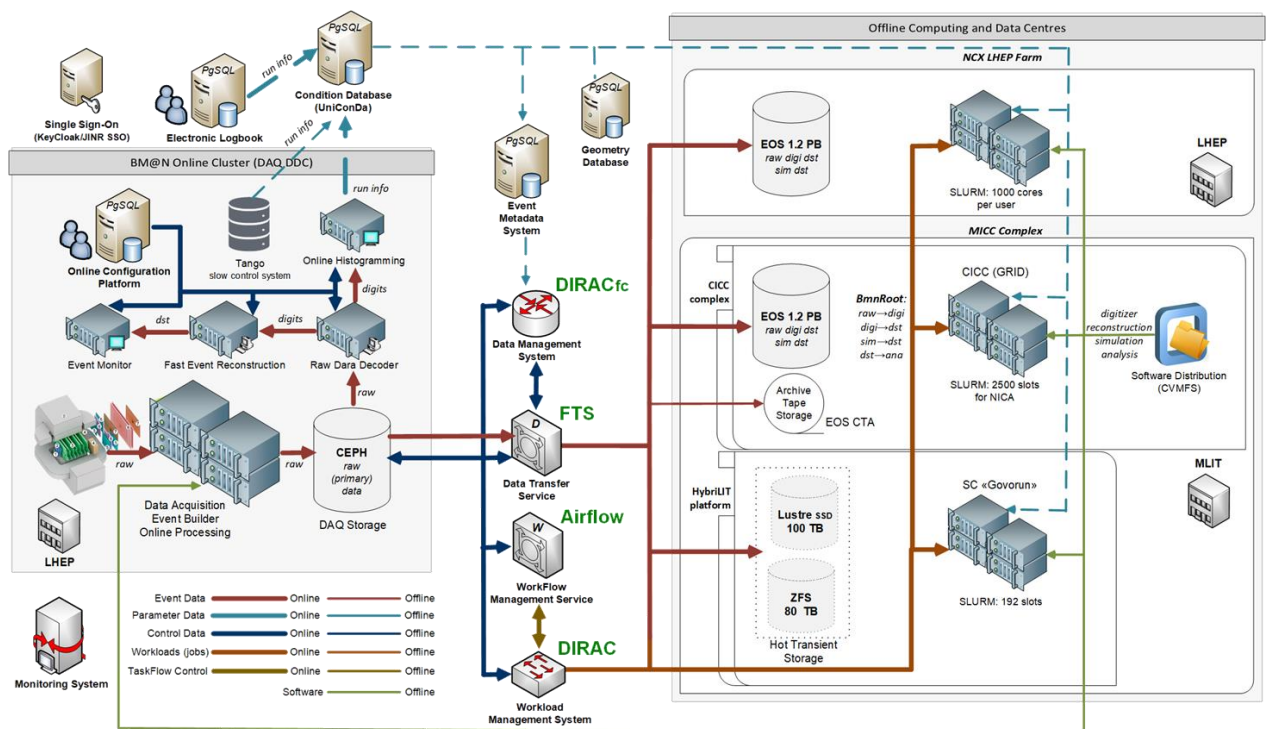 PgSQL
Single Sign-On
(KeyCloak/JINR SSO)
PgSQL
Electronic Logbook
run info
Condition Database
(UniConDa)
run info
PgSQL
Event
Metadata
System
PgSQL
Geometry
Database
BM@N Online Cluster (DAQ DDC)
PgSQL
Online Configuration
Platform
Tango
slow control system
run info
Online Histogramming
digits
dst
digits
Event Monitor
Fast Event Reconstruction
Raw Dara Decoder
raw
raw
raw
CEPH
raw
(primary)
data
DAQ Storage
Data Acquisition
Event Builder
Online Processing
LHEP
Monitoring System
Event Data
Online
Offline
Parameter Data
Online
Offline
Control Data
Online
Offline
Workloads (jobs)
Online
Offline
TaskFlow Control
Online
Offline
Software
Offline
DIRACfc
Data Management
System
FTS
D
Data Transfer
Service
Airflow
W
WorkFlow
Management Service
DIRAC
Workload
Management System
Offline Computing and Data Centres
NCX LHEP Farm
EOS 1.2 PB
raw digi dst
sim dst
SLURM: 1000 cores
per user
LHEP
MICC Complex
CICC
complex
EOS 1.2 PB
raw digi dst
sim dst
Archive
Tape
Storage
EOS CTA
BmnRoot:
raw→digi
digi→dst
sim→dst
dst→ana
CICC (GRID)
SLURM: 2500 slots
for NICA
digitizer
reconstruction
simulation
analysis
Software Distribution
(CVMFS)
HybriLIT
platform
Lustre SSD
100 TB
ZFS
80 TB
Hot Transient
Storage
SC «Govorun»
SLURM: 192 slots
MLIT